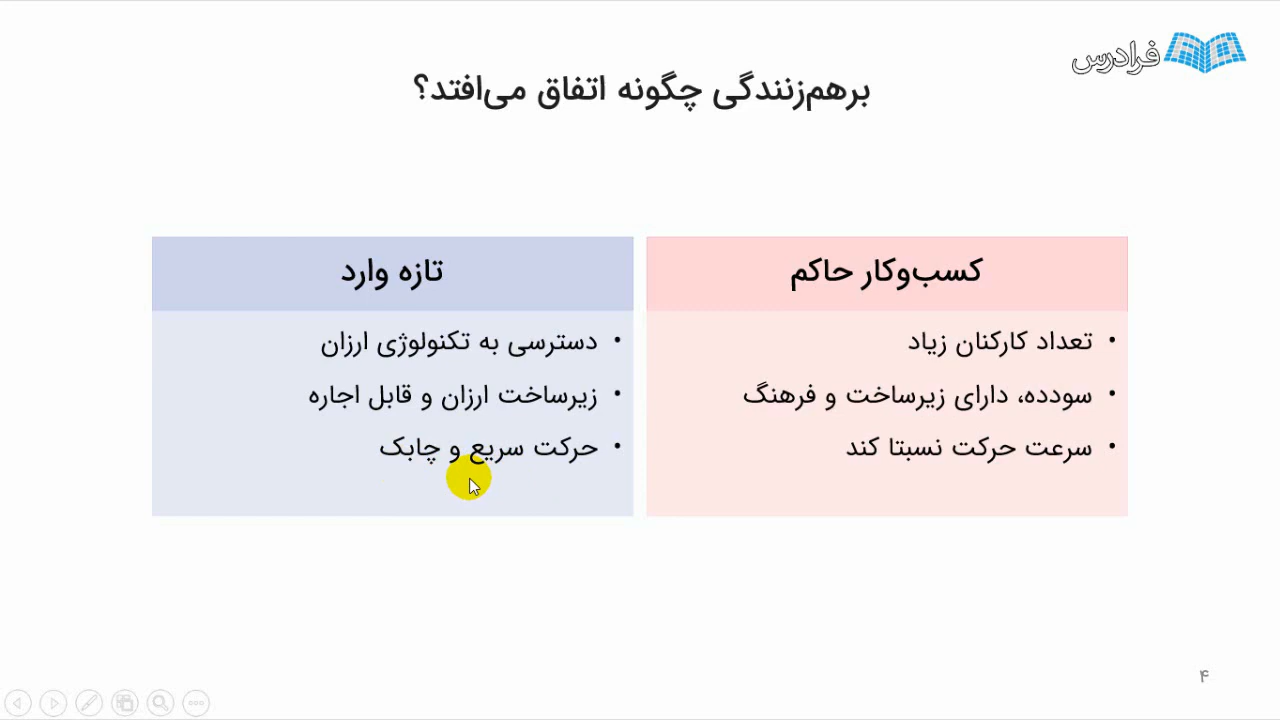 فرادرس
برهم‌زنندگی چگونه اتفاق می‌افتد؟
کسب‌وکار حاکم
• تعداد کارکنان زیاد
• سودده، دارای زیرساخت و فرهنگ
• سرعت حرکت نسبتا کند
تازه وارد
• دسترسی به تکنولوژی ارزان
• زیرساخت ارزان و قابل اجاره
• حرکت سریع و چابک
۴